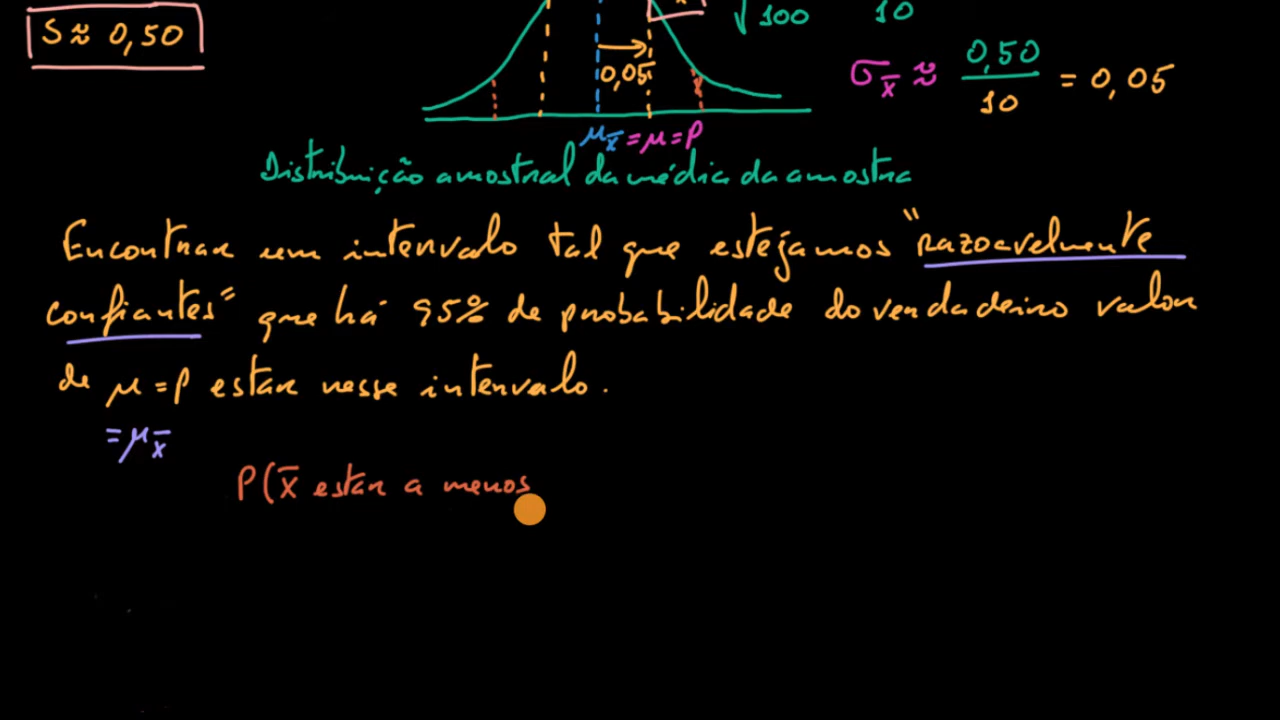 √100 10
S ≈ 0,50
0,05
σx̄ ≈ 0,50/10 = 0,05
μx̄ = μ = P
Distribuição amostral da média da amostra
Encontrar um intervalo tal que estejamos "razoavelmente
confiantes" que há 95% de probabilidade do verdadeiro valor
de μ = P estar nesse intervalo.
= μx̄
P(x̄ estar a menos